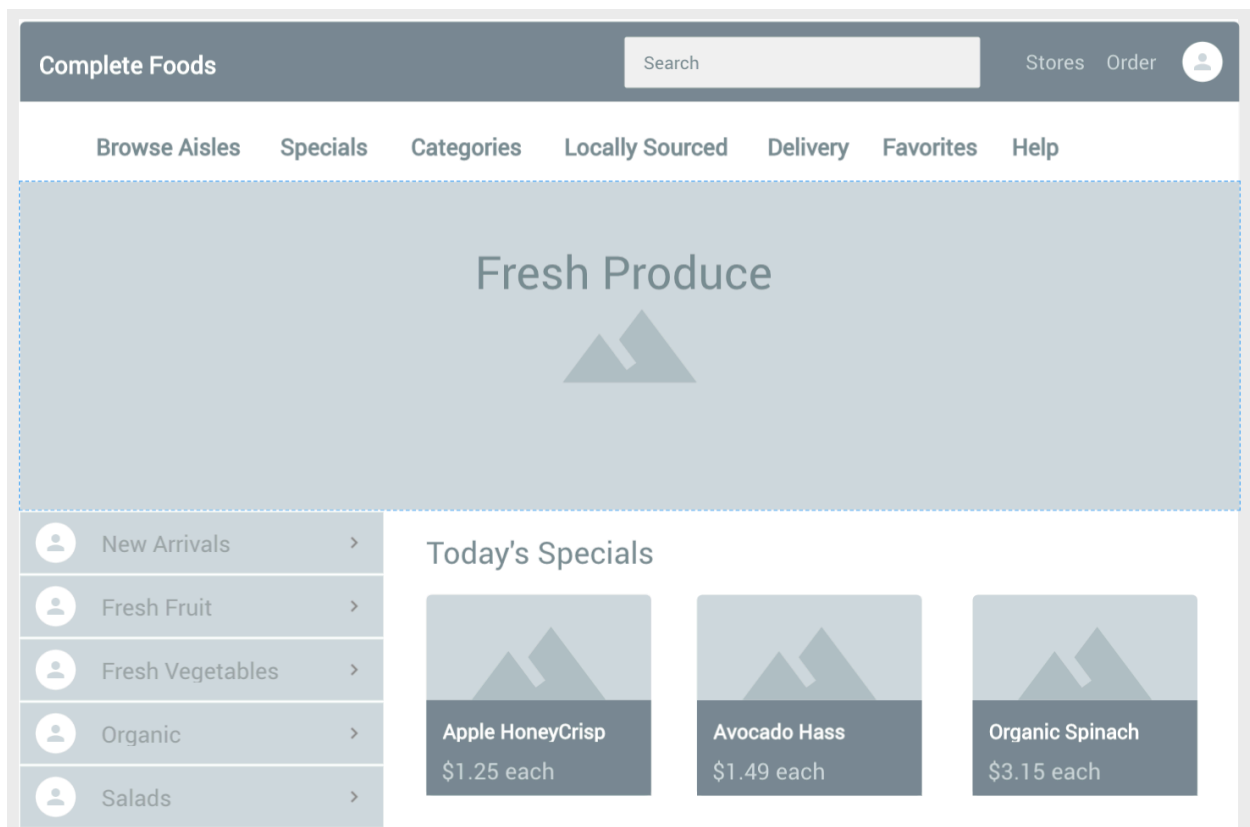 Complete Foods
Search
Stores Order
Browse Aisles Specials Categories Locally Sourced Delivery Favorites Help
Fresh Produce
New Arrivals
Fresh Fruit
Fresh Vegetables
Organic
Salads
Today's Specials
Apple HoneyCrisp
$1.25 each
Avocado Hass
$1.49 each
Organic Spinach
$3.15 each